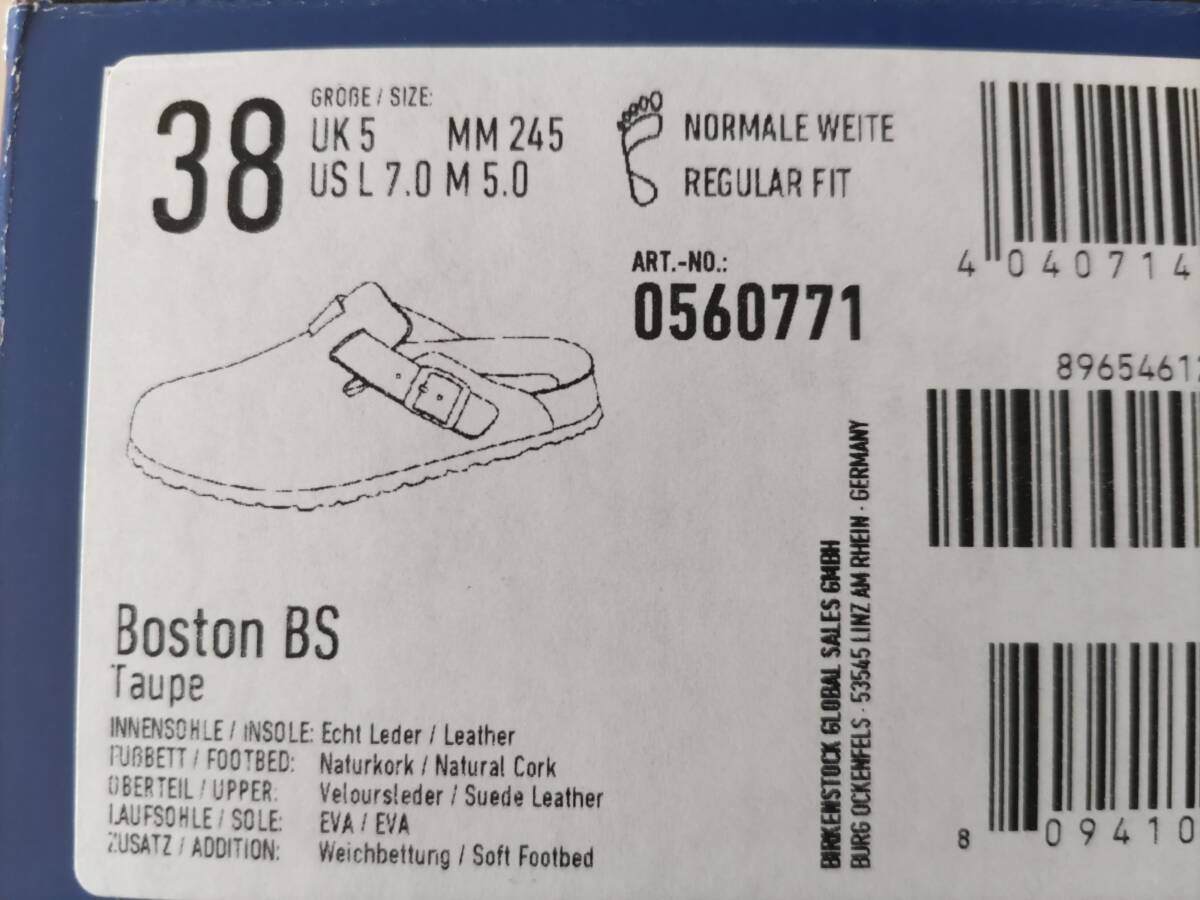 38
GRÖßE / SIZE:
UK 5 MM 245
US L 7.0 M 5.0
NORMALE WEITE
REGULAR FIT
ART.-NO.:
0560771
4 040714
8965461
Boston BS
Taupe
INNENSOHLE / INSOLE: Echt Leder / Leather
FUßBETT / FOOTBED: Naturkork / Natural Cork
OBERTEIL / UPPER: Veloursleder / Suede Leather
LAUFSOHLE / SOLE: EVA / EVA
ZUSATZ / ADDITION: Weichbettung / Soft Footbed
BIRKENSTOCK GLOBAL SALES GMBH
BURG OCKENFELS · 53545 LINZ AM RHEIN · GERMANY
8 09410